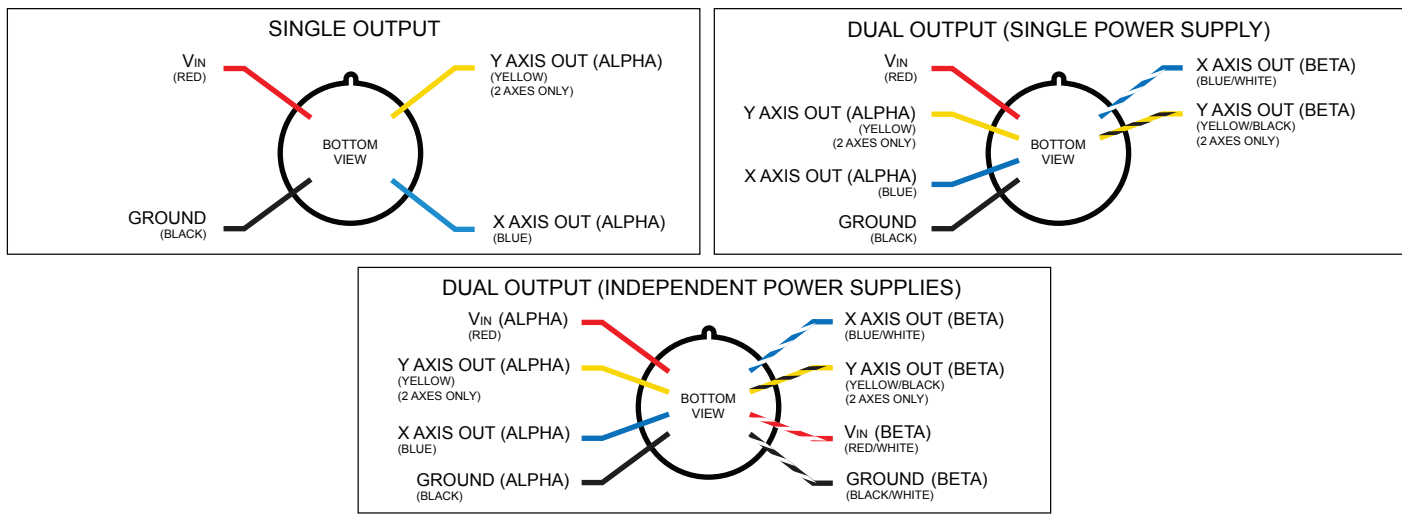 SINGLE OUTPUT
VIN
(RED)
Y AXIS OUT (ALPHA)
(YELLOW)
(2 AXES ONLY)
BOTTOM
VIEW
GROUND
(BLACK)
X AXIS OUT (ALPHA)
(BLUE)
DUAL OUTPUT (SINGLE POWER SUPPLY)
VIN
(RED)
Y AXIS OUT (ALPHA)
(YELLOW)
(2 AXES ONLY)
X AXIS OUT (ALPHA)
(BLUE)
GROUND
(BLACK)
BOTTOM
VIEW
X AXIS OUT (BETA)
(BLUE/WHITE)
Y AXIS OUT (BETA)
(YELLOW/BLACK)
(2 AXES ONLY)
DUAL OUTPUT (INDEPENDENT POWER SUPPLIES)
VIN (ALPHA)
(RED)
Y AXIS OUT (ALPHA)
(YELLOW)
(2 AXES ONLY)
X AXIS OUT (ALPHA)
(BLUE)
GROUND (ALPHA)
(BLACK)
BOTTOM
VIEW
X AXIS OUT (BETA)
(BLUE/WHITE)
Y AXIS OUT (BETA)
(YELLOW/BLACK)
(2 AXES ONLY)
VIN (BETA)
(RED/WHITE)
GROUND (BETA)
(BLACK/WHITE)